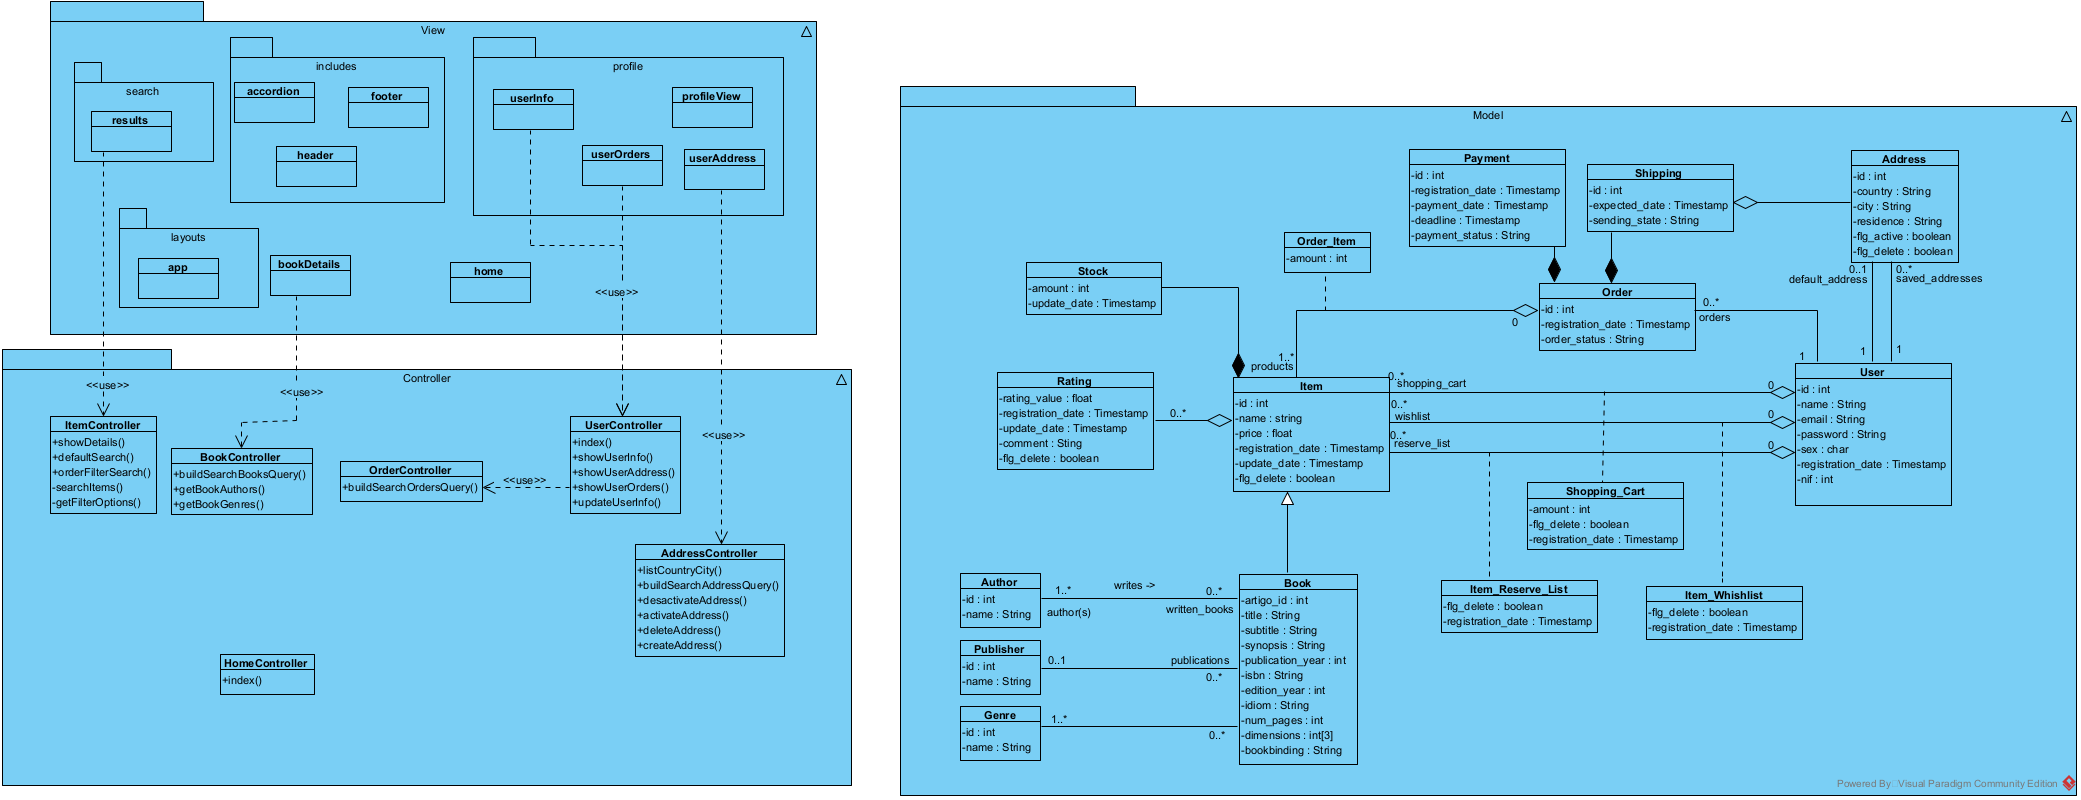 View
search
results
includes
accordion
footer
header
profile
userInfo
profileView
userOrders
userAddress
layouts
app
bookDetails
home
<<use>>
<<use>>
<<use>>
<<use>>
<<use>>
Controller
ItemController
+showDetails()
+defaultSearch()
+orderFilterSearch()
-searchItems()
-getFilterOptions()
BookController
+buildSearchBooksQuery()
+getBookAuthors()
+getBookGenres()
OrderController
+buildSearchOrdersQuery()
UserController
+index()
+showUserInfo()
+showUserAddress()
+showUserOrders()
+updateUserInfo()
AddressController
+listCountryCity()
+buildSearchAddressQuery()
+desactivateAddress()
+activateAddress()
+deleteAddress()
+createAddress()
HomeController
+index()
Model
Payment
-id : int
-registration_date : Timestamp
-payment_date : Timestamp
-deadline : Timestamp
-payment_status : String
Shipping
-id : int
-expected_date : Timestamp
-sending_state : String
Address
-id : int
-country : String
-city : String
-residence : String
-flg_active : boolean
-flg_delete : boolean
0..1
default_address
0..*
saved_addresses
1
1
Order_Item
-amount : int
Stock
-amount : int
-update_date : Timestamp
Order
-id : int
-registration_date : Timestamp
-order_status : String
0
0..*
orders
1
1..*
products
Rating
-rating_value : float
-registration_date : Timestamp
-update_date : Timestamp
-comment : Sting
-flg_delete : boolean
0..*
Item
-id : int
-name : string
-price : float
-registration_date : Timestamp
-update_date : Timestamp
-flg_delete : boolean
0..*
shopping_cart
0
0..*
wishlist
0
0..*
reserve_list
0
User
-id : int
-name : String
-email : String
-password : String
-sex : char
-registration_date : Timestamp
-nif : int
Shopping_Cart
-amount : int
-flg_delete : boolean
-registration_date : Timestamp
Item_Reserve_List
-flg_delete : boolean
-registration_date : Timestamp
Item_Whishlist
-flg_delete : boolean
-registration_date : Timestamp
Author
-id : int
-name : String
1..*
author(s)
writes ->
0..*
written_books
Publisher
-id : int
-name : String
0..1
publications
0..*
Genre
-id : int
-name : String
1..*
0..*
Book
-artigo_id : int
-title : String
-subtitle : String
-synopsis : String
-publication_year : int
-isbn : String
-edition_year : int
-idiom : String
-num_pages : int
-dimensions : int[3]
-bookbinding : String
Powered By Visual Paradigm Community Edition